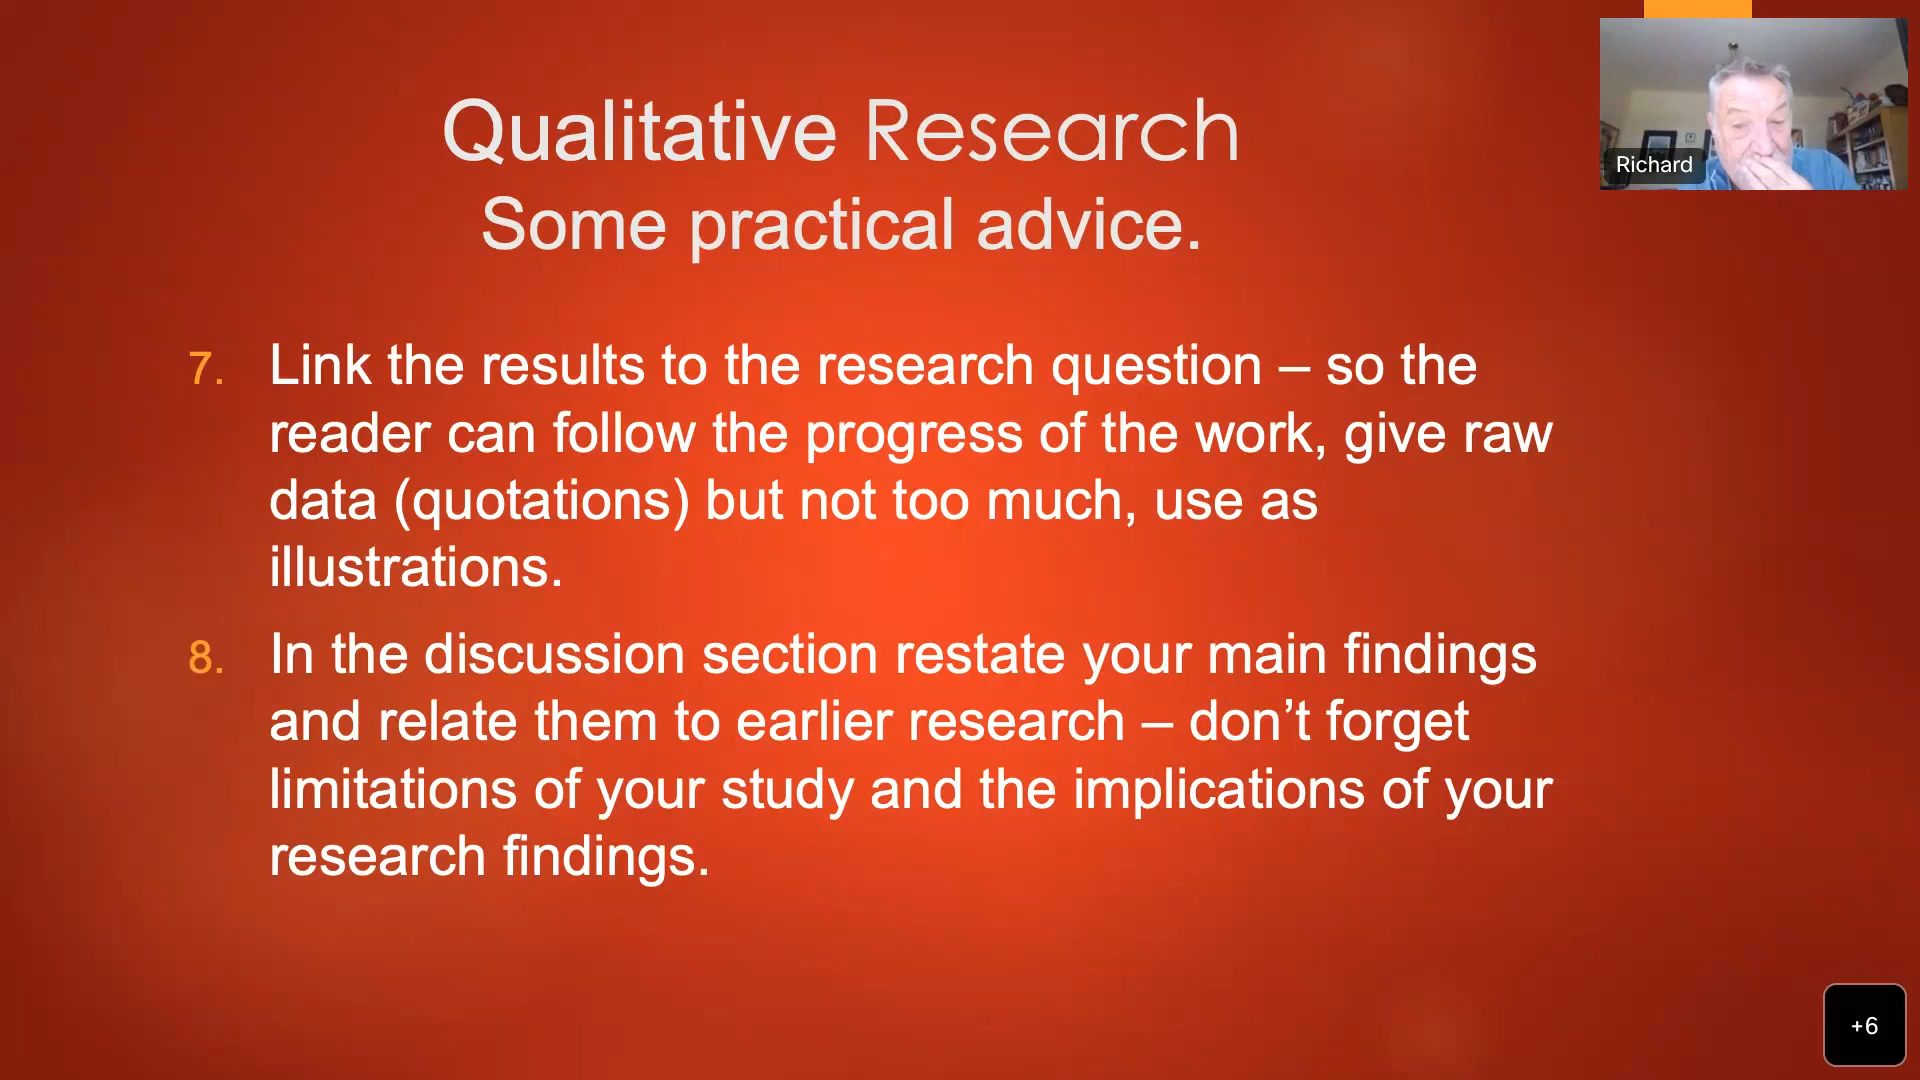 Qualitative Research
Some practical advice.
Richard
7. Link the results to the research question – so the
reader can follow the progress of the work, give raw
data (quotations) but not too much, use as
illustrations.
8. In the discussion section restate your main findings
and relate them to earlier research – don’t forget
limitations of your study and the implications of your
research findings.
+6